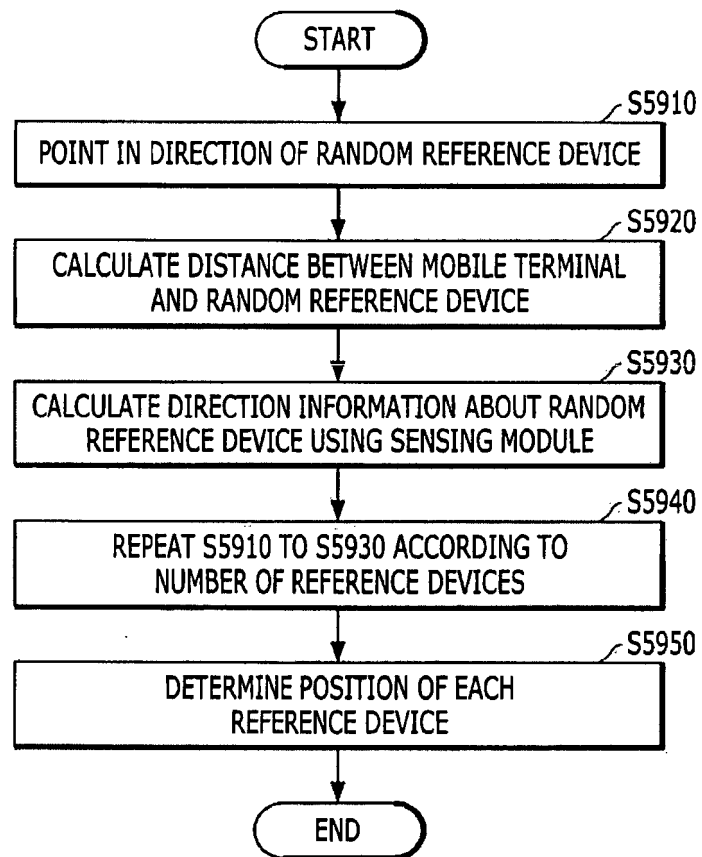 START
S5910
POINT IN DIRECTION OF RANDOM REFERENCE DEVICE
S5920
CALCULATE DISTANCE BETWEEN MOBILE TERMINAL
AND RANDOM REFERENCE DEVICE
S5930
CALCULATE DIRECTION INFORMATION ABOUT RANDOM
REFERENCE DEVICE USING SENSING MODULE
S5940
REPEAT S5910 TO S5930 ACCORDING TO
NUMBER OF REFERENCE DEVICES
S5950
DETERMINE POSITION OF EACH
REFERENCE DEVICE
END